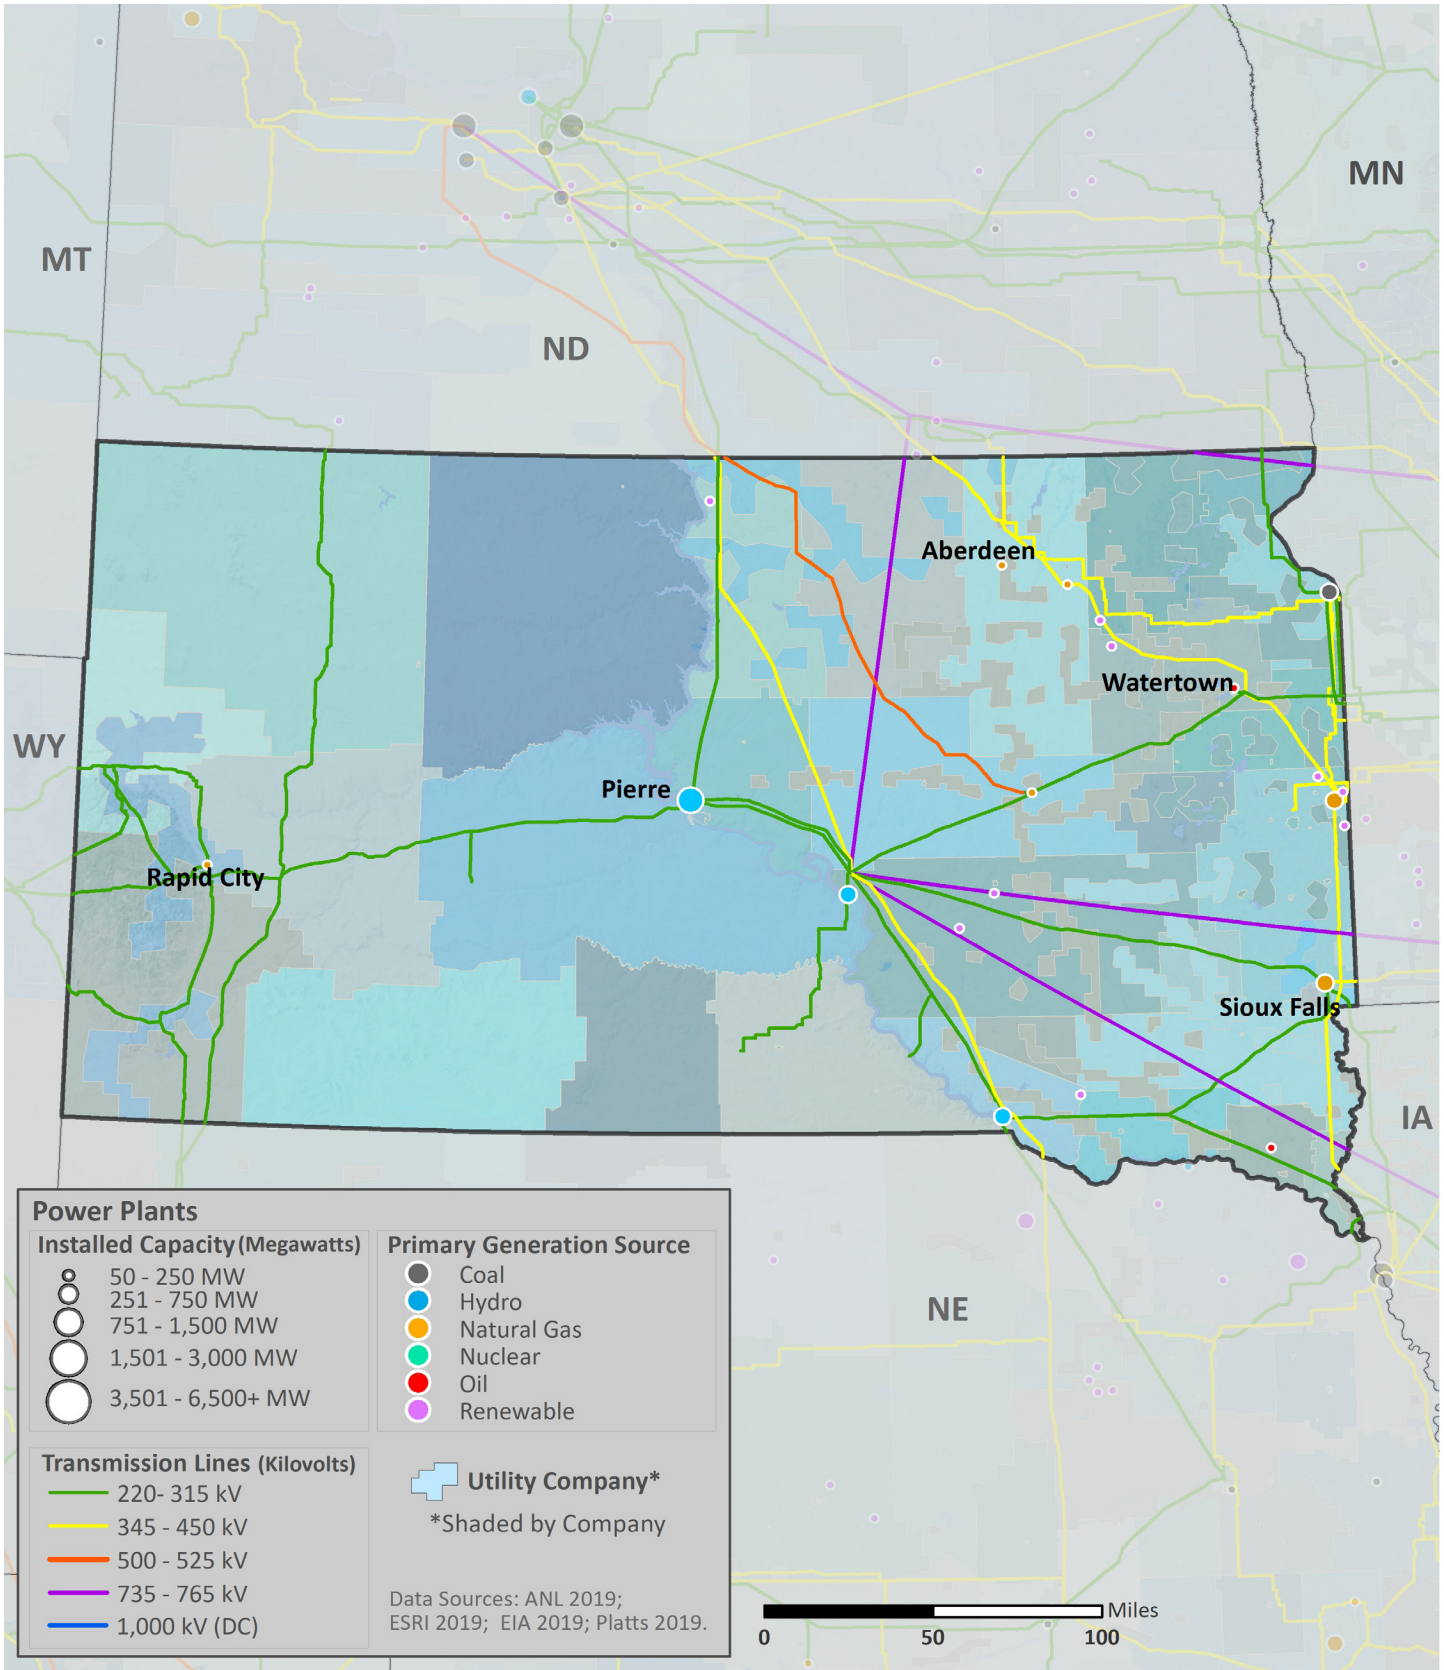 MN
MT
ND
Aberdeen
Watertown
WY
Pierre
Rapid City
Sioux Falls
IA
NE
Power Plants
Installed Capacity (Megawatts)
50 - 250 MW
251 - 750 MW
751 - 1,500 MW
1,501 - 3,000 MW
3,501 - 6,500+ MW
Primary Generation Source
Coal
Hydro
Natural Gas
Nuclear
Oil
Renewable
Transmission Lines (Kilovolts)
220- 315 kV
345 - 450 kV
500 - 525 kV
735 - 765 kV
1,000 kV (DC)
Utility Company*
*Shaded by Company
Data Sources: ANL 2019;
ESRI 2019; EIA 2019; Platts 2019.
Miles
0 50 100